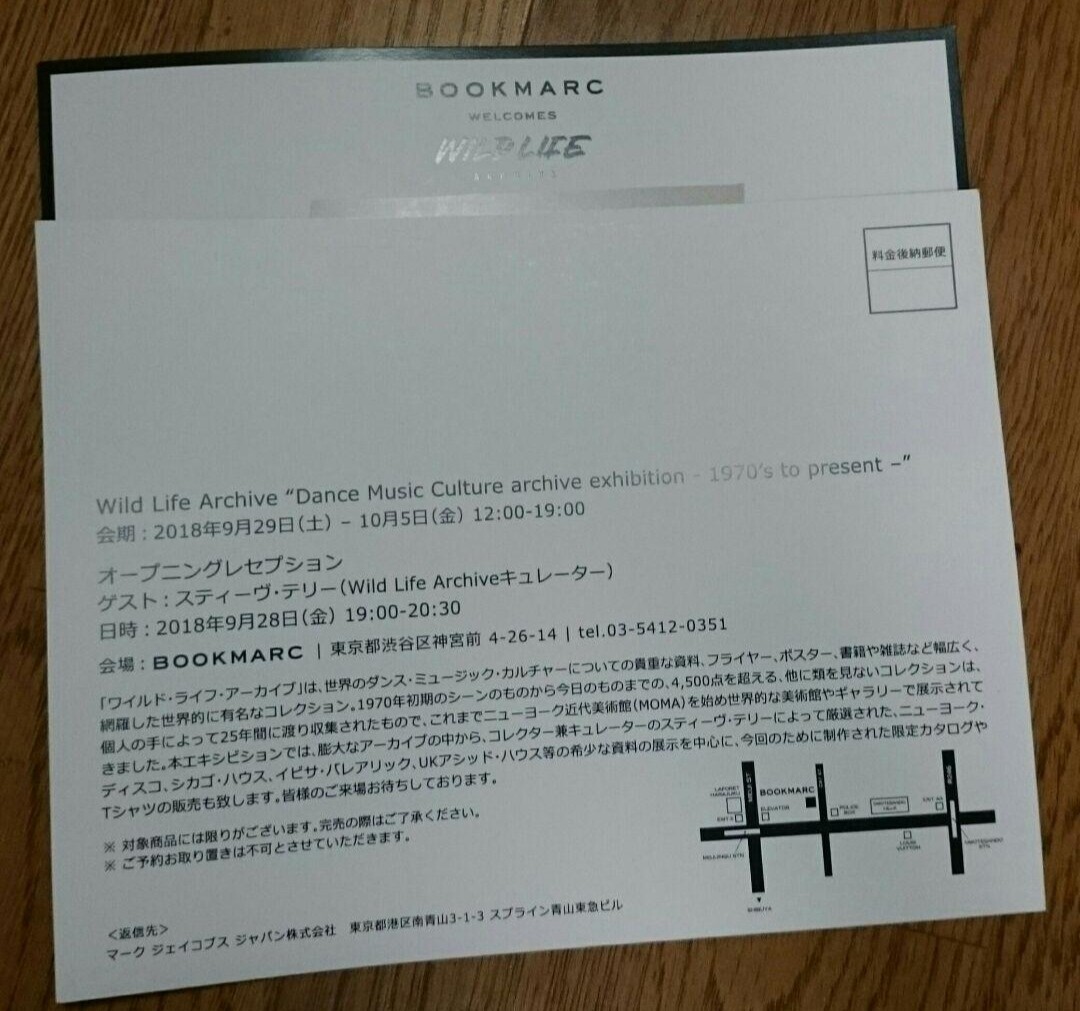 BOOKMARC
WELCOMES
WILD LIFE
料金後納郵便
Wild Life Archive “Dance Music Culture archive exhibition - 1970's to present –”
会期：2018年9月29日（土） – 10月5日（金） 12:00-19:00
オープニングレセプション
ゲスト：スティーヴ・テリー（Wild Life Archiveキュレーター）
日時：2018年9月28日（金） 19:00-20:30
会場：BOOKMARC | 東京都渋谷区神宮前 4-26-14 | tel.03-5412-0351
「ワイルド・ライフ・アーカイブ」は、世界のダンス・ミュージック・カルチャーについての貴重な資料、フライヤー、ポスター、書籍や雑誌など幅広く、
網羅した世界的に有名なコレクション。1970年初期のシーンのものから今日のものまでの、4,500点を超える、他に類を見ないコレクションは、
個人の手によって25年間に渡り収集されたもので、これまでニューヨーク近代美術館（MOMA）を始め世界的な美術館やギャラリーで展示されて
きました。本エキシビションでは、膨大なアーカイブの中から、コレクター兼キュレーターのスティーヴ・テリーによって厳選された、ニューヨーク・
ディスコ、シカゴ・ハウス、イビサ・バレアリック、UKアシッド・ハウス等の希少な資料の展示を中心に、今回のために制作された限定カタログや
Tシャツの販売も致します。皆様のご来場お待ちしております。
※ 対象商品には限りがございます。完売の際はご了承ください。
※ ご予約お取り置きは不可とさせていただきます。
LAFORET
HARAJUKU
MEIJI ST
BOOKMARC
ELEVATOR
POLICE
BOX
LOUIS
VUITTON
SHIBUYA
＜返信先＞
マーク ジェイコブス ジャパン株式会社　東京都港区南青山3-1-3 スプライン青山東急ビル